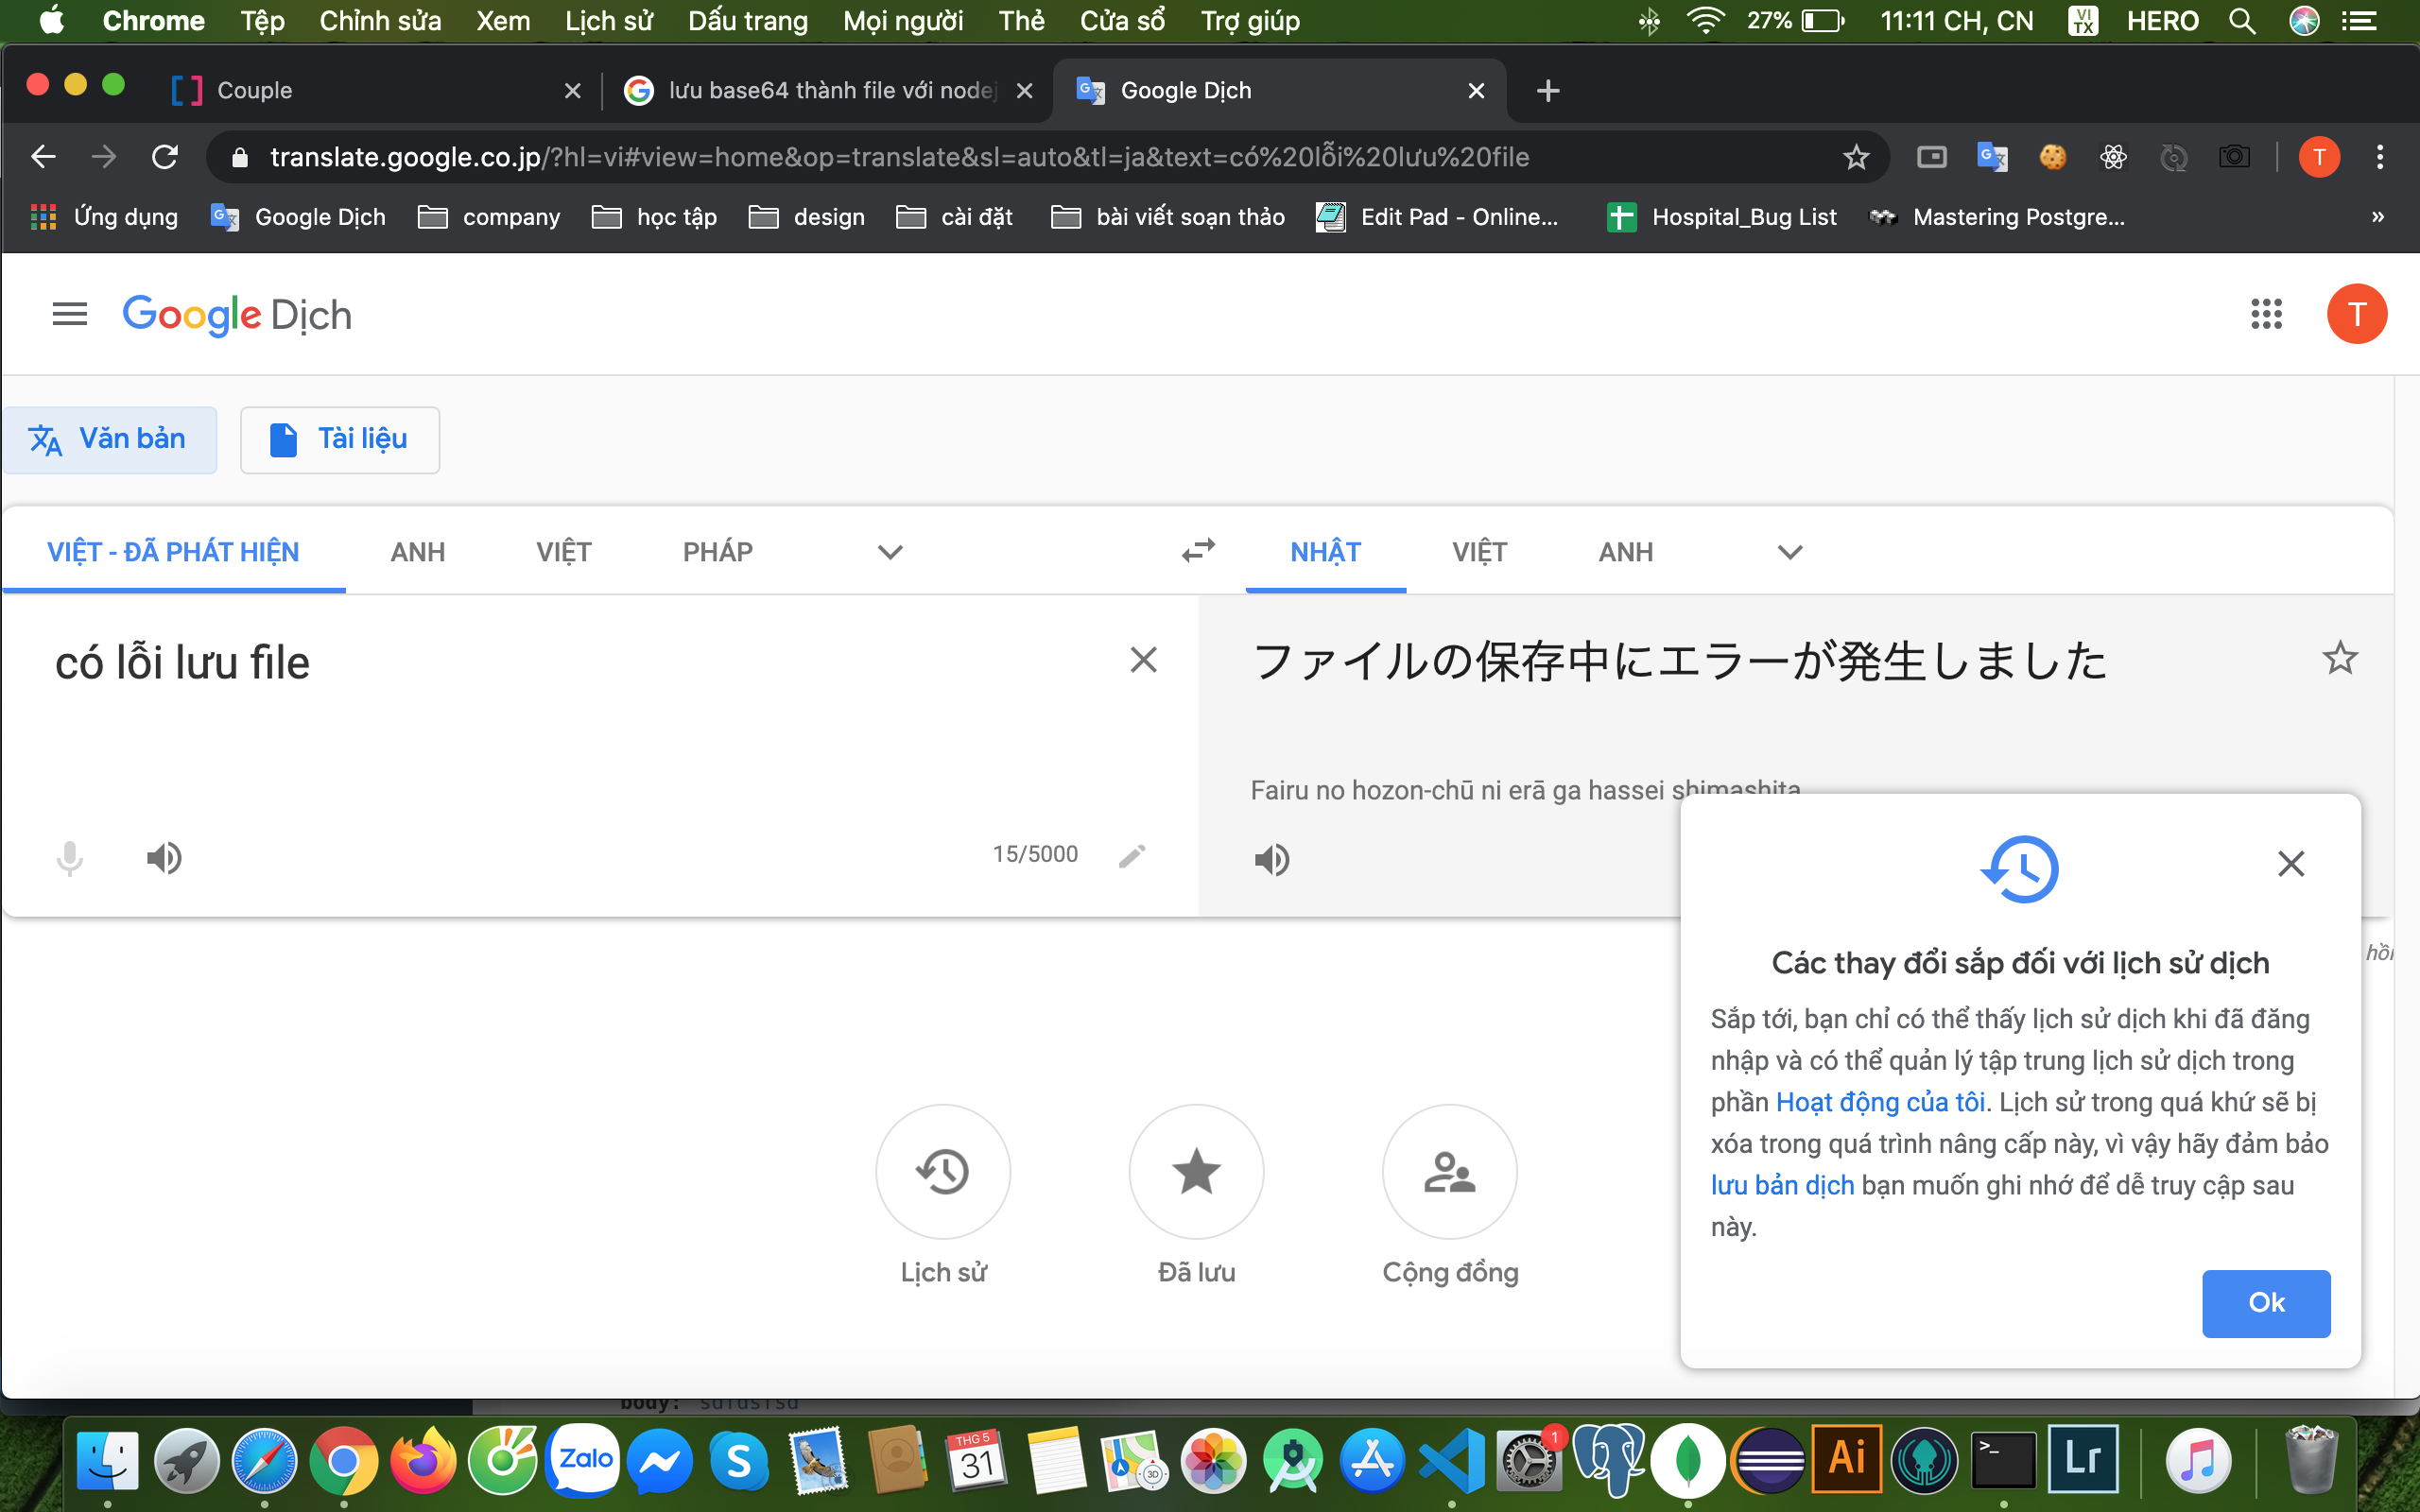 Chrome Tệp Chỉnh sửa Xem Lịch sử Dấu trang Mọi người Thẻ Cửa sổ Trợ giúp 27% 11:11 CH, CN VI TX HERO
Couple lưu base64 thành file với nodej Google Dịch
translate.google.co.jp/?hl=vi#view=home&op=translate&sl=auto&tl=ja&text=có%20lỗi%20lưu%20file T
Ứng dụng Google Dịch company học tập design cài đặt bài viết soạn thảo Edit Pad - Online... Hospital_Bug List Mastering Postgre... »
Google Dịch T
Văn bản Tài liệu
VIỆT - ĐÃ PHÁT HIỆN ANH VIỆT PHÁP NHẬT VIỆT ANH
có lỗi lưu file
ファイルの保存中にエラーが発生しました
Fairu no hozon-chū ni erā ga hassei shimashita
15/5000
Các thay đổi sắp đối với lịch sử dịch
Sắp tới, bạn chỉ có thể thấy lịch sử dịch khi đã đăng
nhập và có thể quản lý tập trung lịch sử dịch trong
phần Hoạt động của tôi. Lịch sử trong quá khứ sẽ bị
xóa trong quá trình nâng cấp này, vì vậy hãy đảm bảo
lưu bản dịch bạn muốn ghi nhớ để dễ truy cập sau
này.
Ok
Lịch sử Đã lưu Cộng đồng
Zalo S THG 5 31 3D 1 Ai >_ Lr